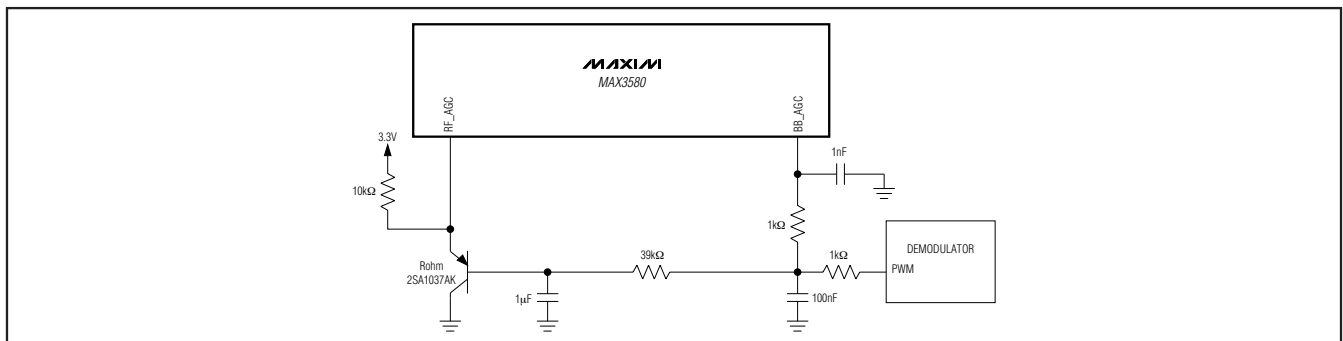 MAXIM
MAX3580
RF_AGC
BB_AGC
3.3V
1nF
10kΩ
1kΩ
DEMODULATOR
Rohm
2SA1037AK
39kΩ
1kΩ
PWM
1μF
100nF